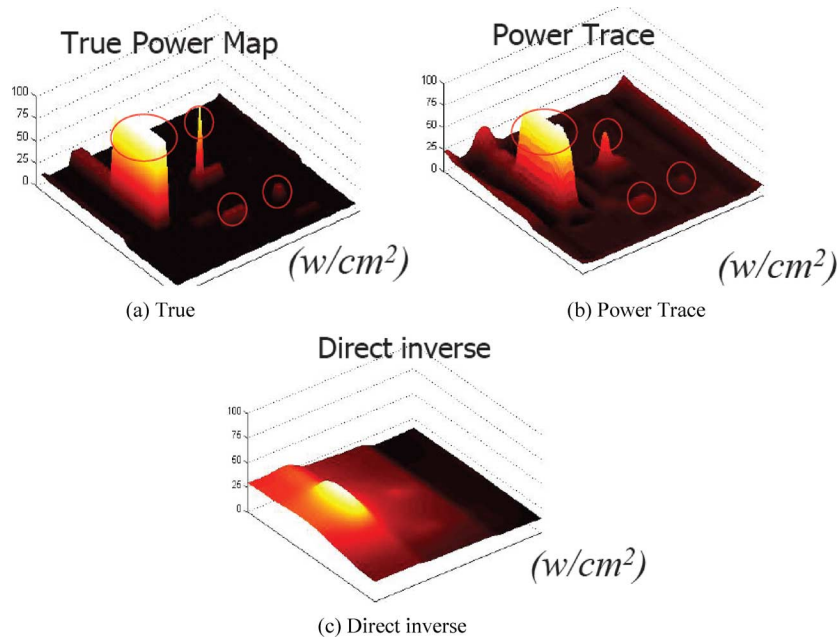 True Power Map
100
75
50
25
0
(w/cm²)
(a) True
Power Trace
100
75
50
25
0
(w/cm²)
(b) Power Trace
Direct inverse
100
75
50
25
0
(w/cm²)
(c) Direct inverse